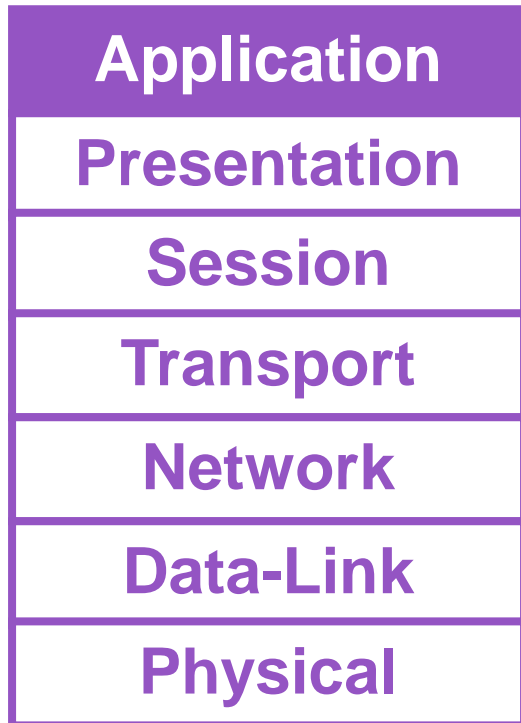 Application
Presentation
Session
Transport
Network
Data-Link
Physical